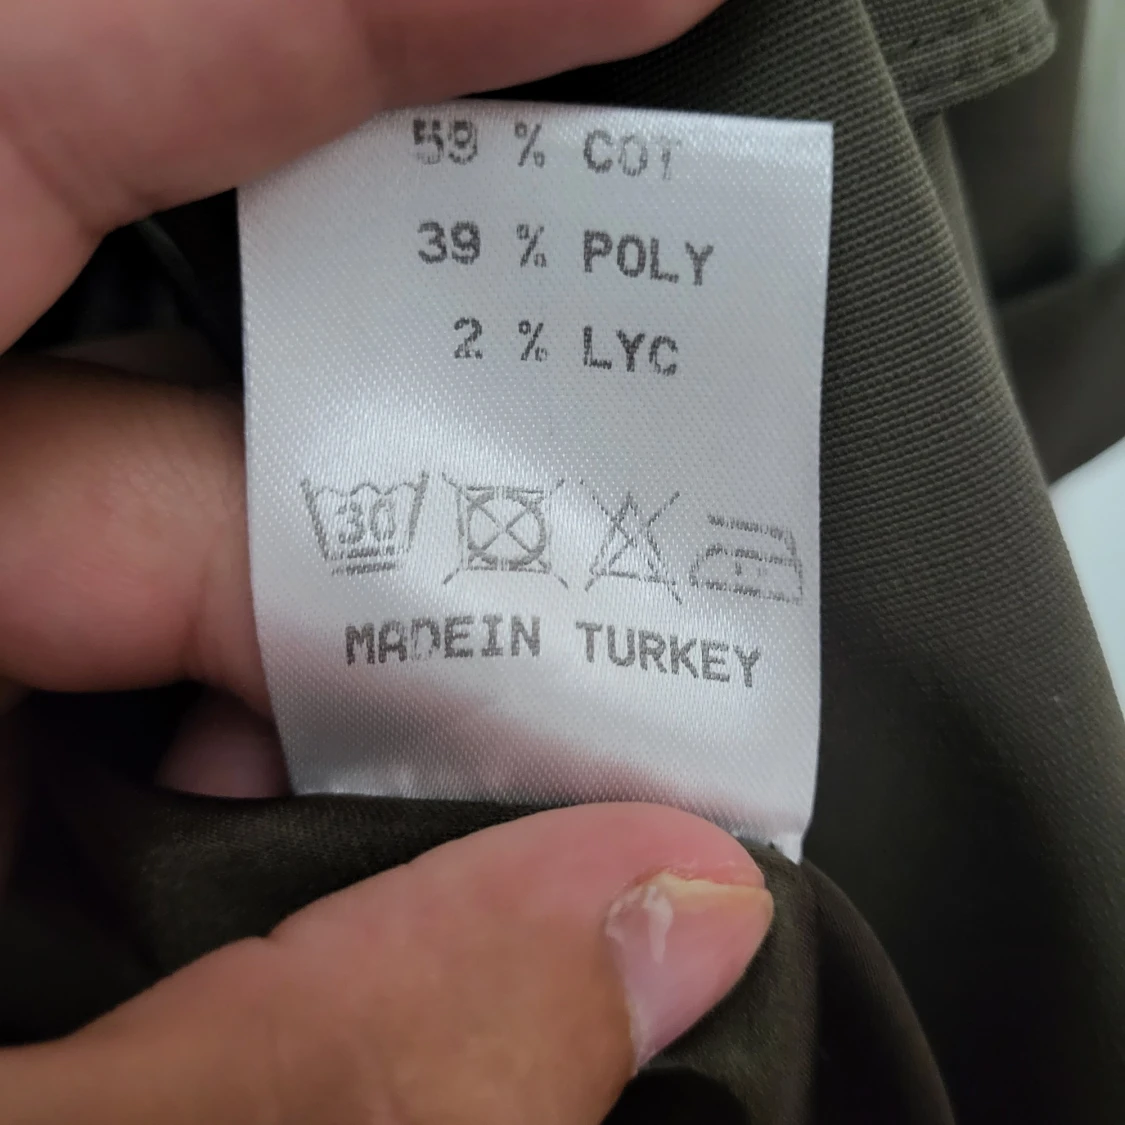 59 % COT
39 % POLY
2 % LYC
30
MADEIN TURKEY